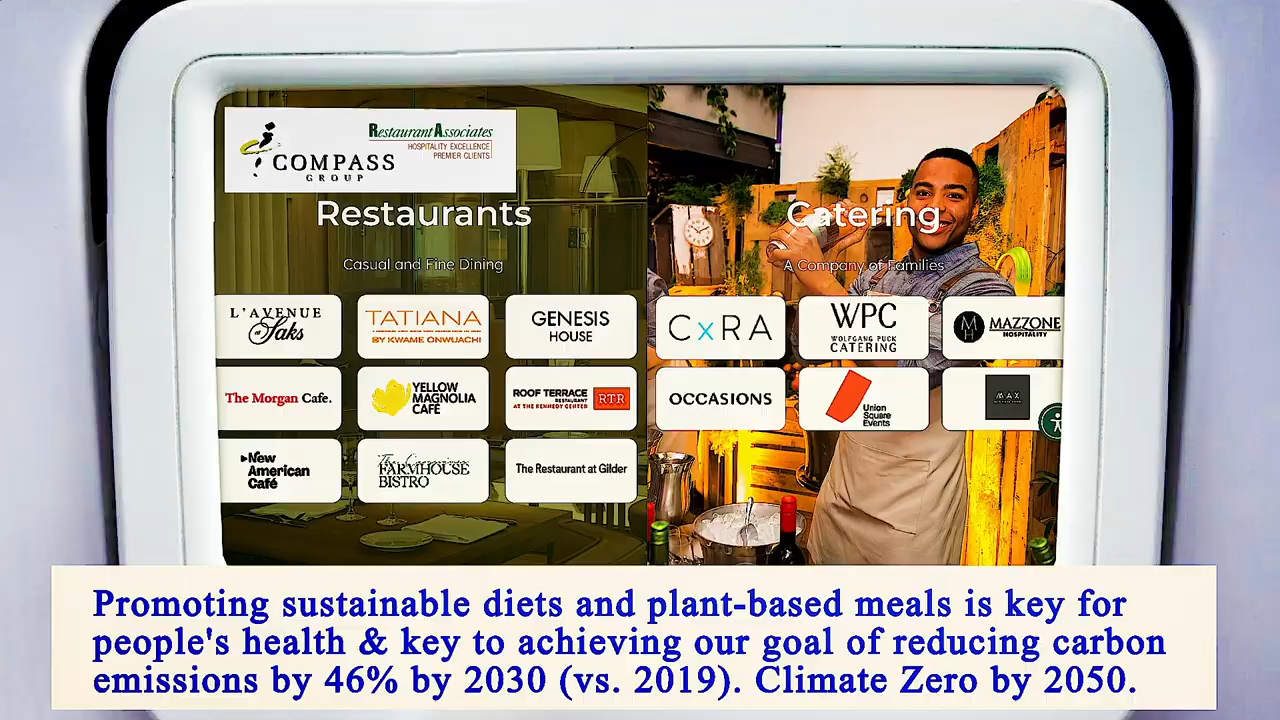 COMPASS
GROUP
Restaurant Associates
HOSPITALITY EXCELLENCE
PREMIER CLIENTS
Restaurants
Casual and Fine Dining
L'AVENUE
at Saks
TATIANA
BY KWAME ONWUACHI
GENESIS
HOUSE
The Morgan Cafe.
YELLOW
MAGNOLIA
CAFÉ
ROOF TERRACE
RESTAURANT
AT THE KENNEDY CENTER
RTR
New
American
Café
FARMHOUSE
BISTRO
The Restaurant at Gilder
Catering
A Company of Families
CxRA
WPC
WOLFGANG PUCK
CATERING
MH
MAZZONE
HOSPITALITY
OCCASIONS
Union
Square
Events
MAX
Promoting sustainable diets and plant-based meals is key for
people's health & key to achieving our goal of reducing carbon
emissions by 46% by 2030 (vs. 2019). Climate Zero by 2050.